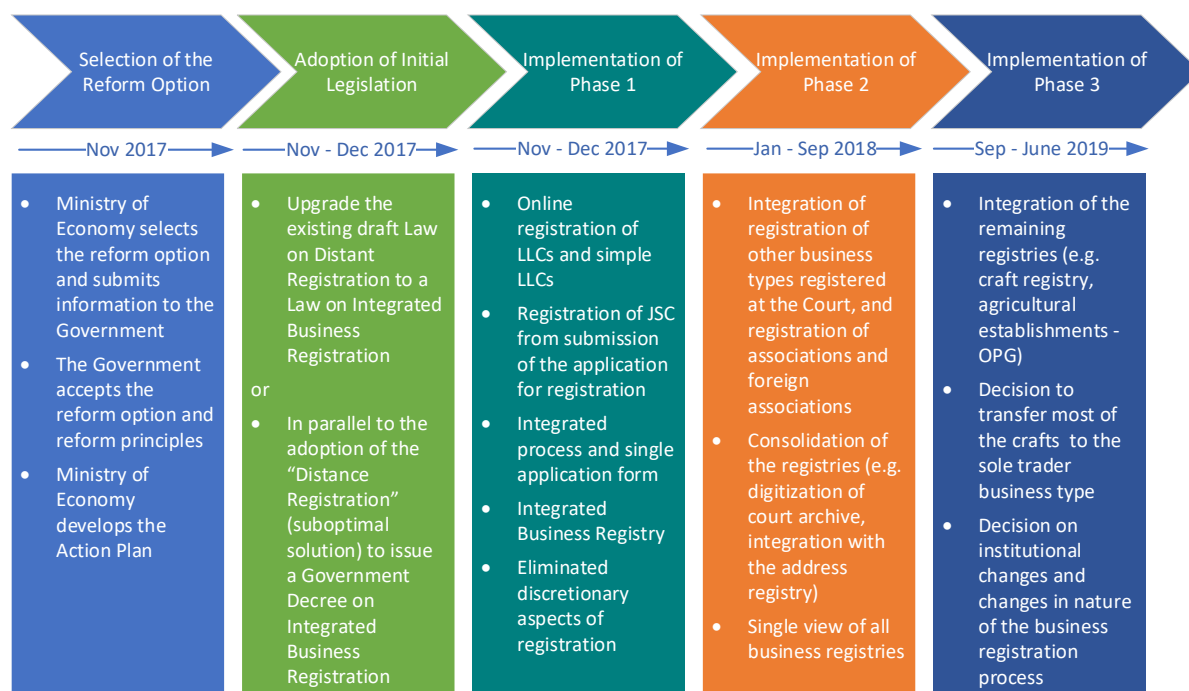 Selection of the
Reform Option
Adoption of Initial
Legislation
Implementation of
Phase 1
Implementation of
Phase 2
Implementation of
Phase 3
Nov 2017
Nov - Dec 2017
Nov - Dec 2017
Jan - Sep 2018
Sep - June 2019
• Ministry of
Economy selects
the reform option
and submits
information to the
Government
• The Government
accepts the
reform option and
reform principles
• Ministry of
Economy
develops the
Action Plan
• Upgrade the
existing draft Law
on Distant
Registration to a
Law on Integrated
Business
Registration
or
• In parallel to the
adoption of the
“Distance
Registration”
(suboptimal
solution) to issue
a Government
Decree on
Integrated
Business
Registration
• Online
registration of
LLCs and simple
LLCs
• Registration of JSC
from submission
of the application
for registration
• Integrated
process and single
application form
• Integrated
Business Registry
• Eliminated
discretionary
aspects of
registration
• Integration of
registration of
other business
types registered
at the Court, and
registration of
associations and
foreign
associations
• Consolidation of
the registries (e.g.
digitization of
court archive,
integration with
the address
registry)
• Single view of all
business registries
• Integration of the
remaining
registries (e.g.
craft registry,
agricultural
establishments -
OPG)
• Decision to
transfer most of
the crafts to the
sole trader
business type
• Decision on
institutional
changes and
changes in nature
of the business
registration
process